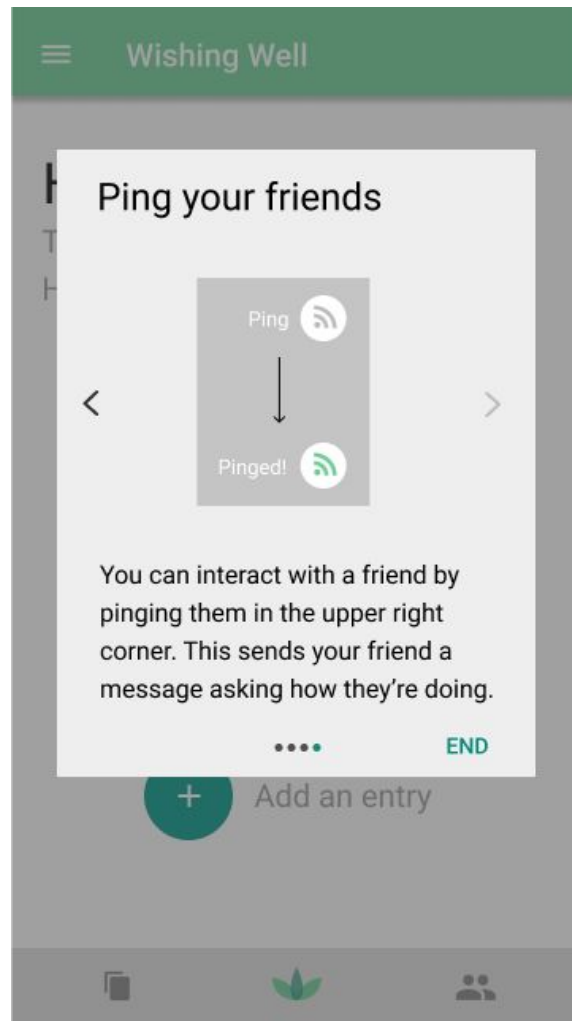 Wishing Well
H
T
H
Ping your friends
Ping
Pinged!
You can interact with a friend by
pinging them in the upper right
corner. This sends your friend a
message asking how they're doing.
END
Add an entry